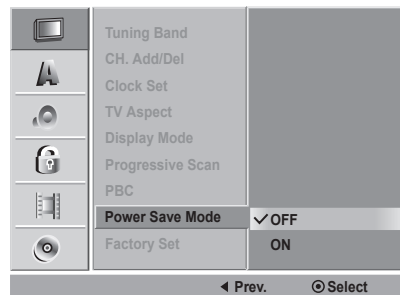 Tuning Band
CH. Add/Del
Clock Set
TV Aspect
Display Mode
Progressive Scan
PBC
Power Save Mode ✓ OFF
Factory Set ON
◄ Prev. ⦿ Select